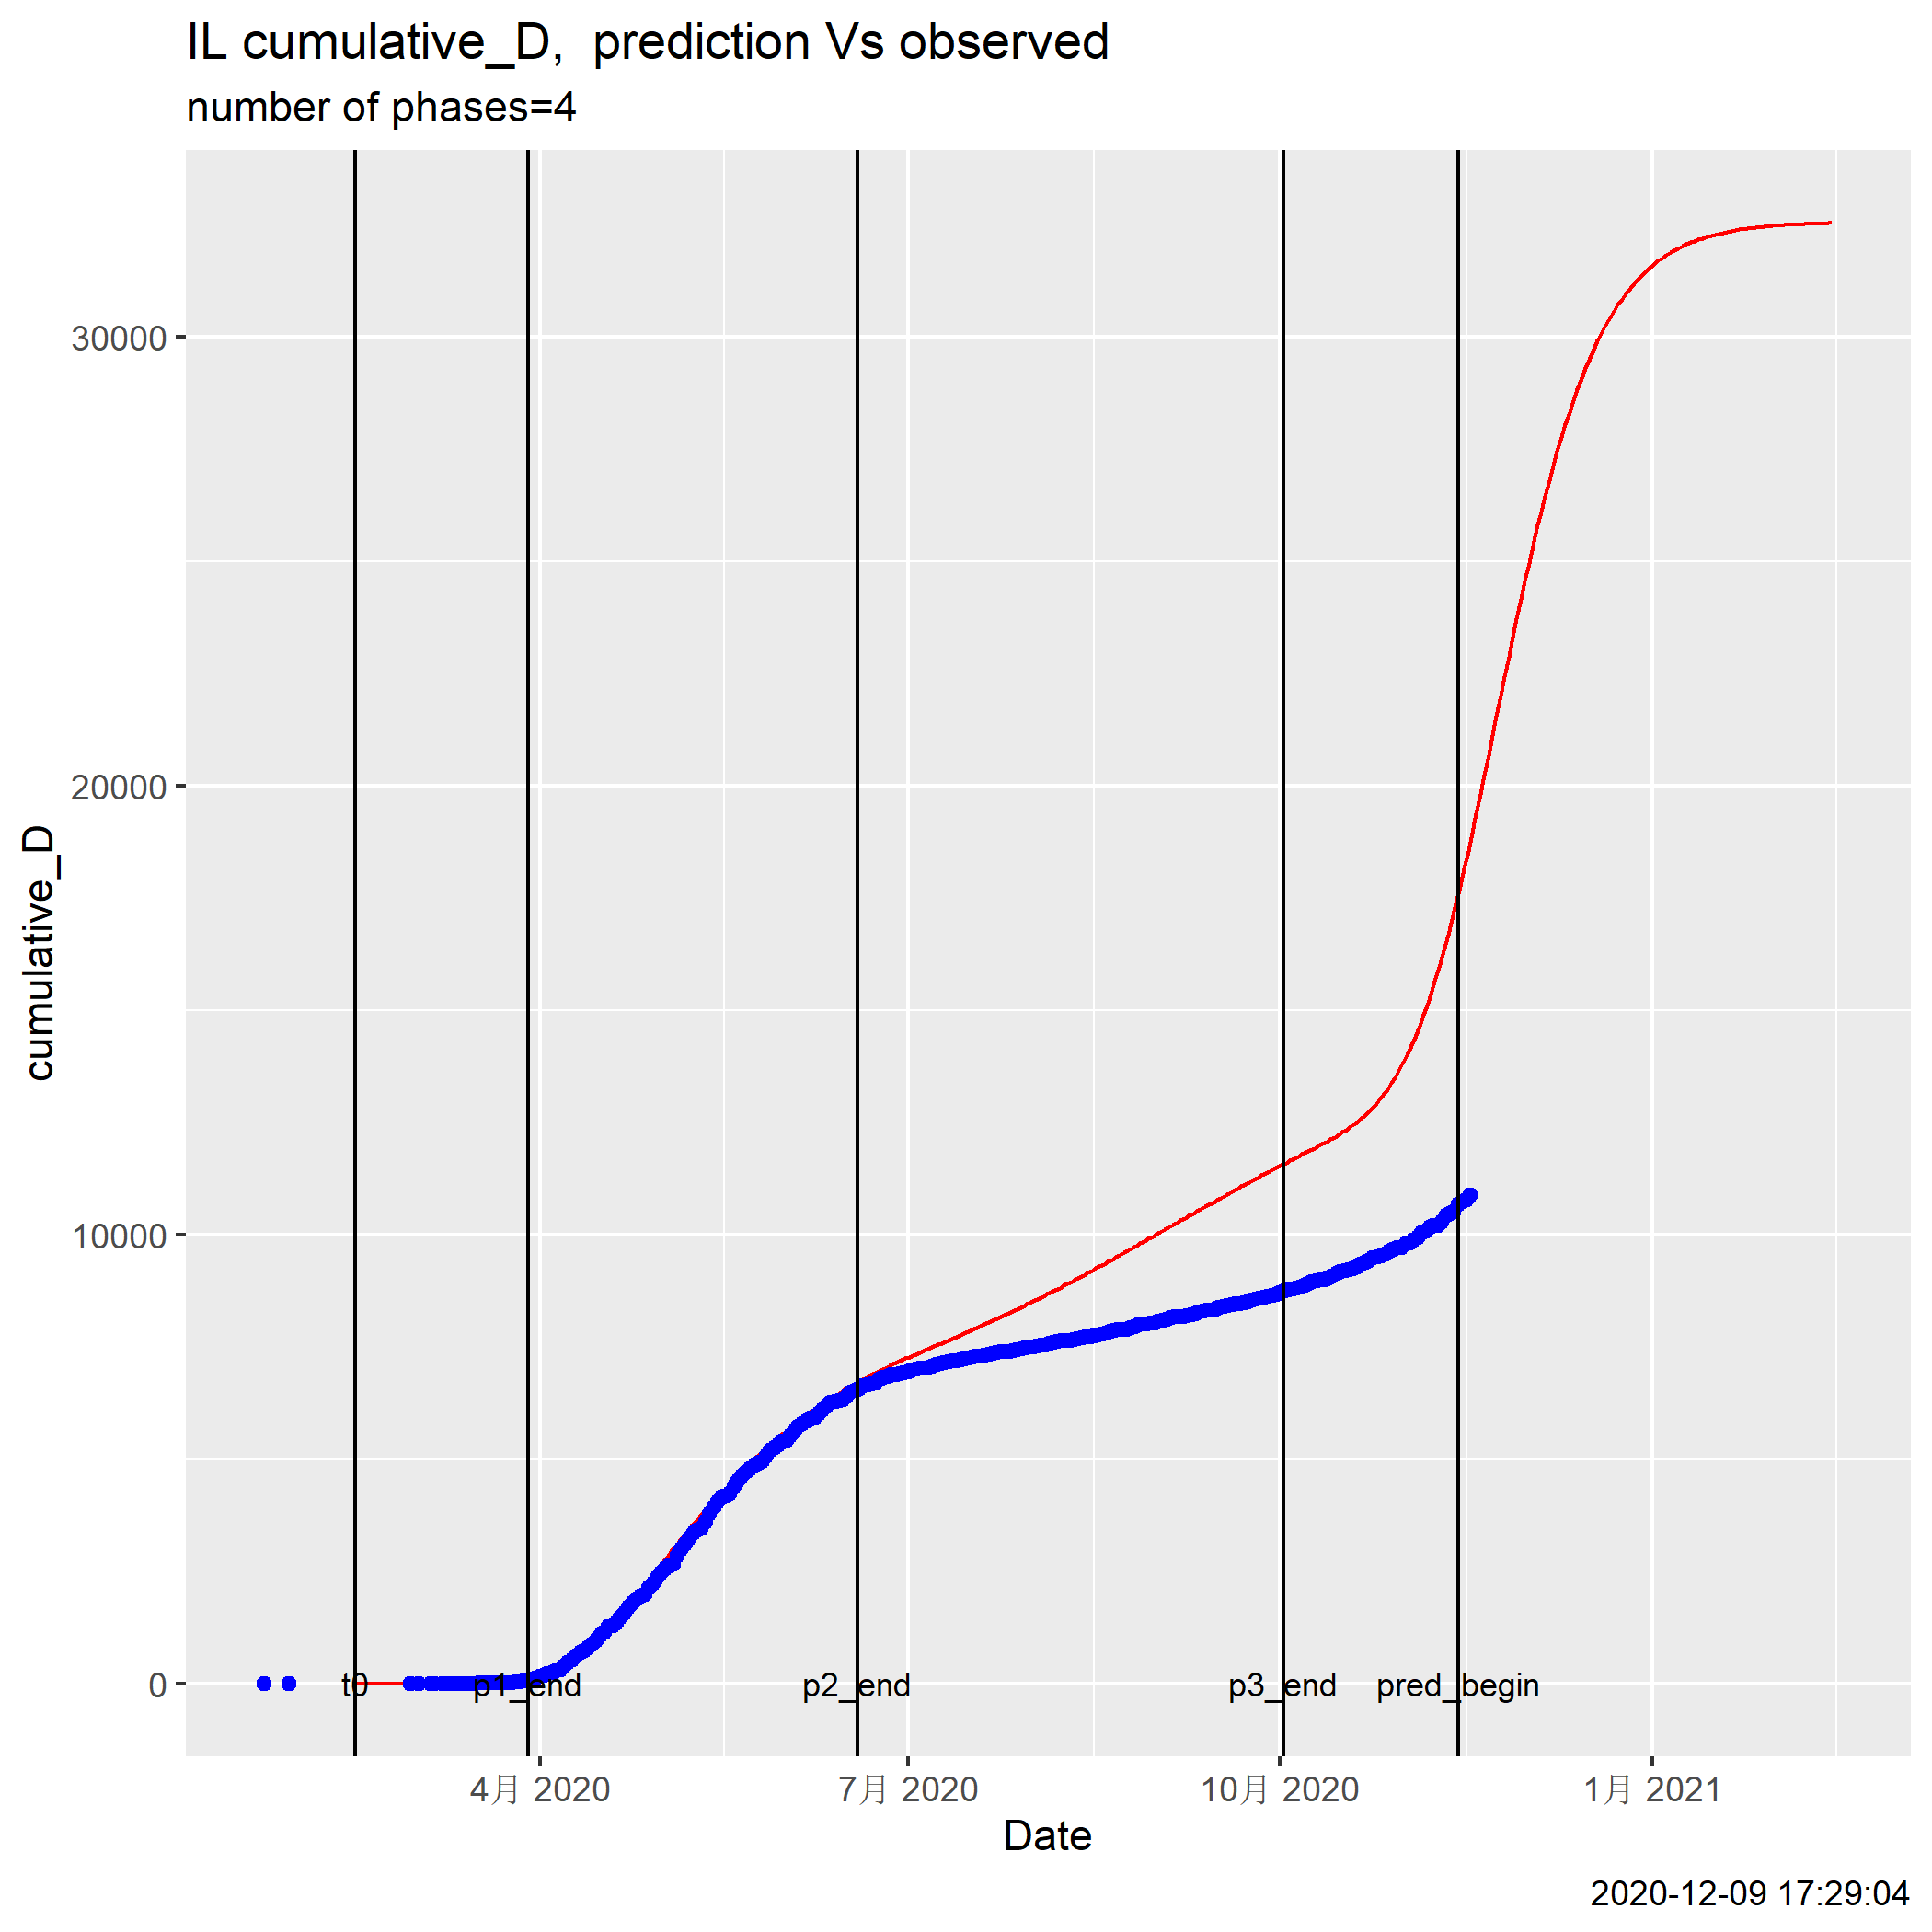 IL cumulative_D,  prediction Vs observed
number of phases=4
cumulative_D
30000
20000
10000
0
t0
p1_end
p2_end
p3_end
pred_begin
4月 2020
7月 2020
10月 2020
1月 2021
Date
2020-12-09 17:29:04